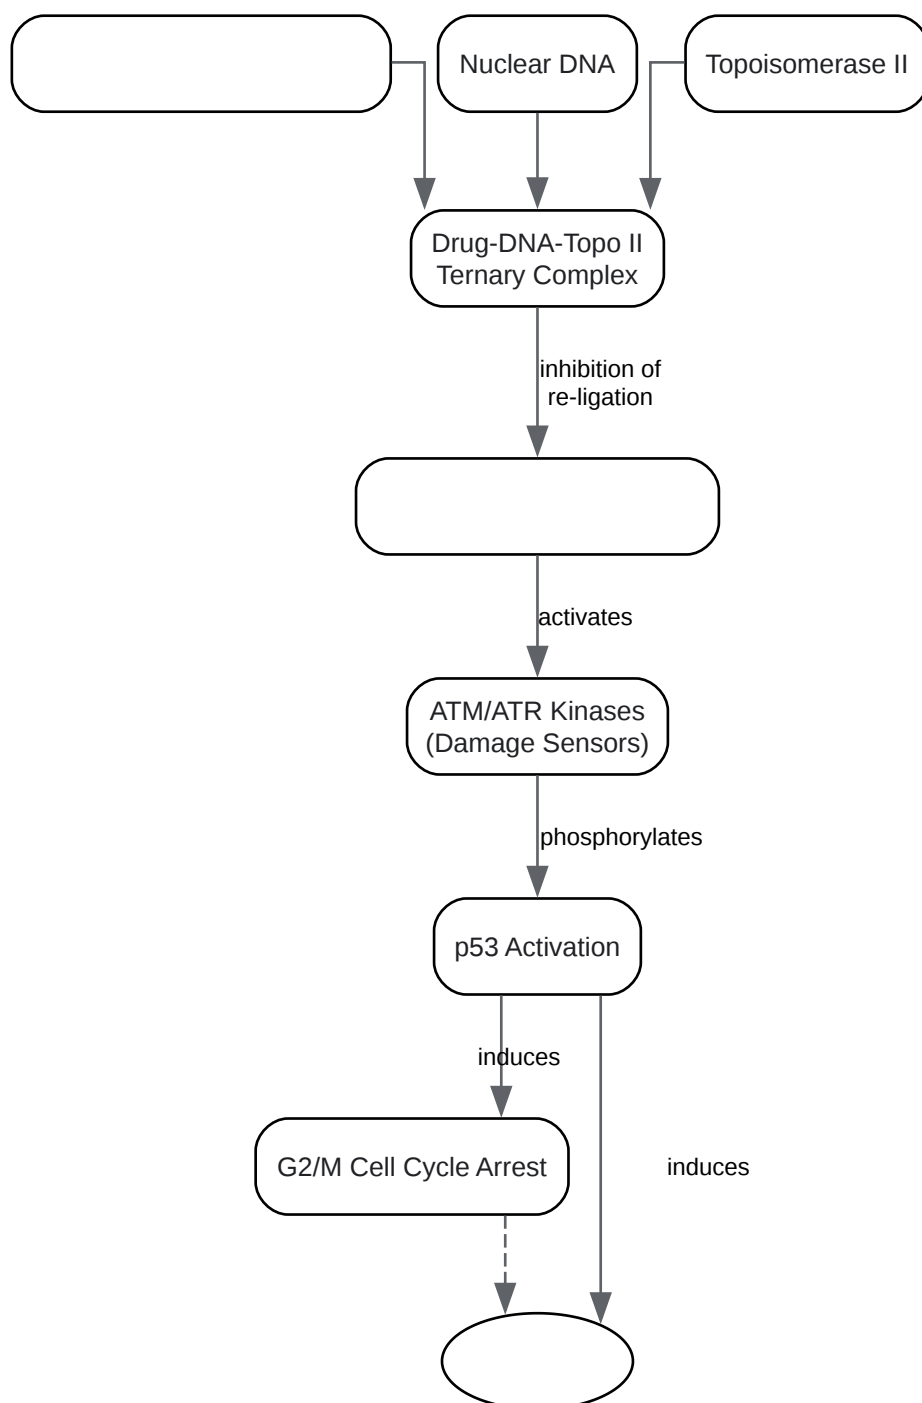 Nuclear DNA
Topoisomerase II
Drug-DNA-Topo II
Ternary Complex
inhibition of
re-ligation
activates
ATM/ATR Kinases
(Damage Sensors)
phosphorylates
p53 Activation
induces
G2/M Cell Cycle Arrest
induces